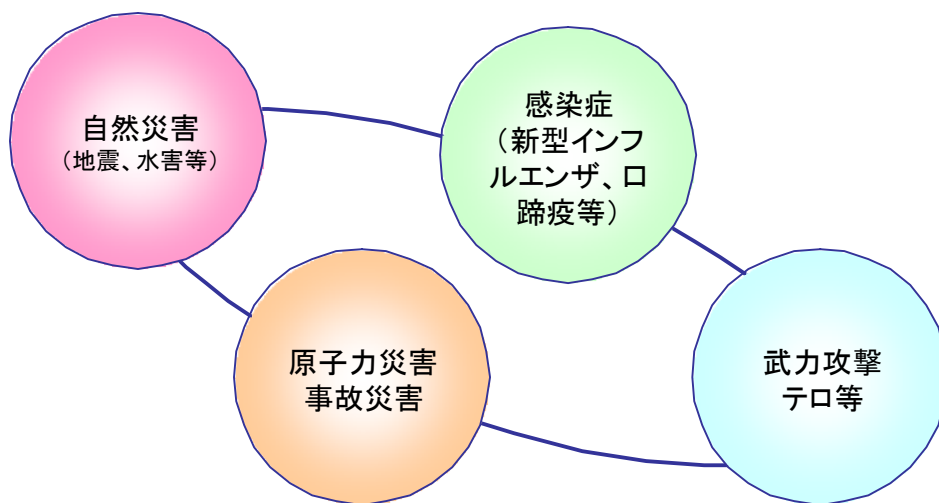 自然災害
（地震、水害等）
感染症
（新型インフ
ルエンザ、口
蹄疫等）
原子力災害
事故災害
武力攻撃
テロ等